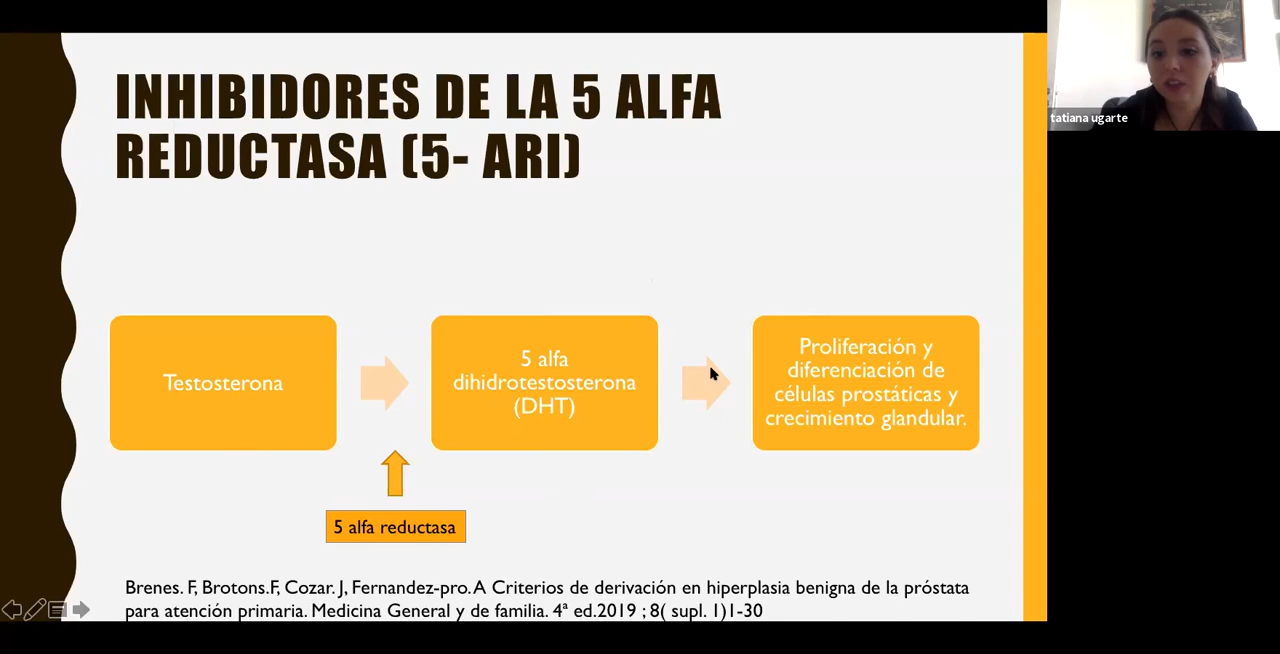 INHIBIDORES DE LA 5 ALFA
REDUCTASA (5- ARI)
tatiana ugarte
Testosterona
5 alfa
dihidrotestosterona
(DHT)
Proliferación y
diferenciación de
células prostáticas y
crecimiento glandular.
5 alfa reductasa
Brenes. F, Brotons.F, Cozar. J, Fernandez-pro. A Criterios de derivación en hiperplasia benigna de la próstata
para atención primaria. Medicina General y de familia. 4ª ed.2019 ; 8( supl. 1)1-30